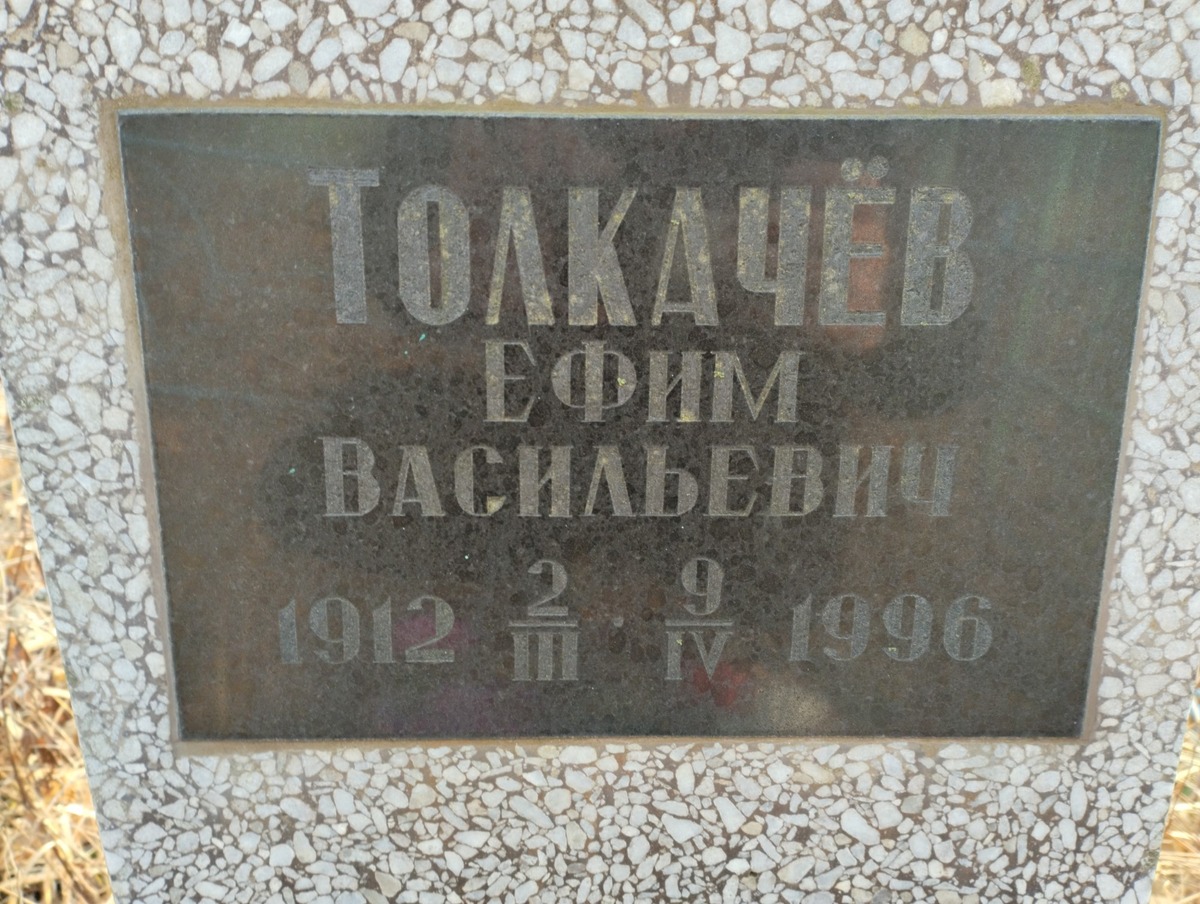 ТОЛКАЧЁВ
ЕФИМ
ВАСИЛЬЕВИЧ
1912 2/III · 9/IV 1996